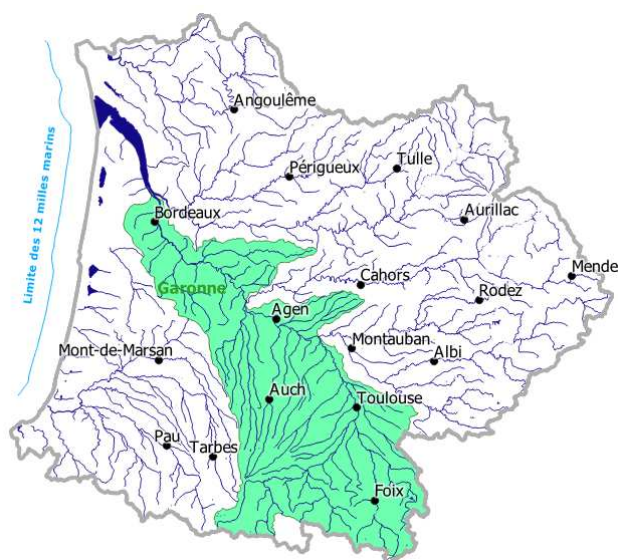 Angoulême
Périgueux
Tulle
Limite des 12 milles marins
Bordeaux
Aurillac
Cahors
Mende
Garonne
Rodez
Agen
Mont-de-Marsan
Montauban
Albi
Auch
Toulouse
Pau
Tarbes
Foix